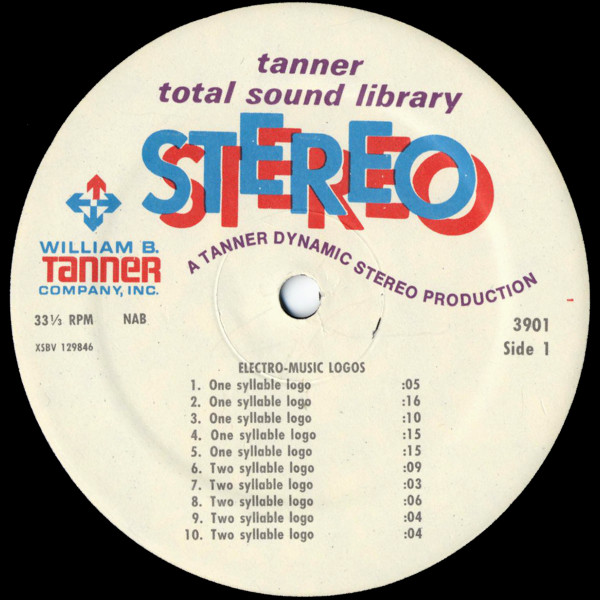 tanner
total sound library
STEREO
A TANNER DYNAMIC STEREO PRODUCTION
WILLIAM B.
TANNER
COMPANY, INC.
33⅓ RPM NAB
XSBV 129846
3901
Side 1
ELECTRO-MUSIC LOGOS
1. One syllable logo :05
2. One syllable logo :16
3. One syllable logo :10
4. One syllable logo :15
5. One syllable logo :15
6. Two syllable logo :09
7. Two syllable logo :03
8. Two syllable logo :06
9. Two syllable logo :04
10. Two syllable logo :04